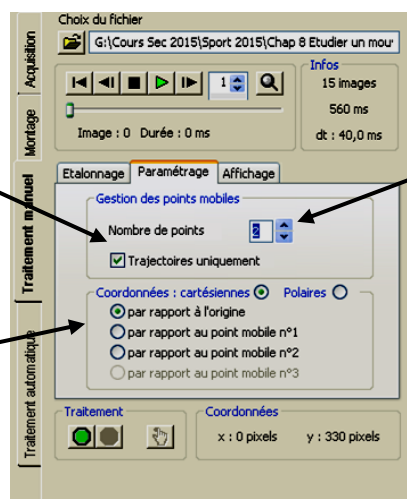 Choix du fichier
G:\Cours Sec 2015\Sport 2015\Chap 8 Etudier un mou
Acquisition
Montage
Traitement manuel
Traitement automatique
1
Image : 0 Durée : 0 ms
Infos
15 images
560 ms
dt : 40,0 ms
Etalonnage Paramétrage Affichage
Gestion des points mobiles
Nombre de points 2
Trajectoires uniquement
Coordonnées : cartésiennes Polaires
par rapport à l'origine
par rapport au point mobile n°1
par rapport au point mobile n°2
par rapport au point mobile n°3
Traitement
Coordonnées
x : 0 pixels y : 330 pixels